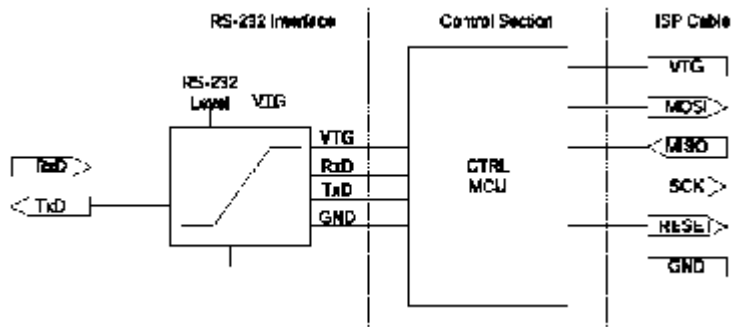 RS-232 Interface
Control Section
ISP Cable
RS-232
Level
VTG
RxD
TxD
VTG
RxD
TxD
GND
CTRL
MCU
VTG
MOSI
MISO
SCK
RESET
GND